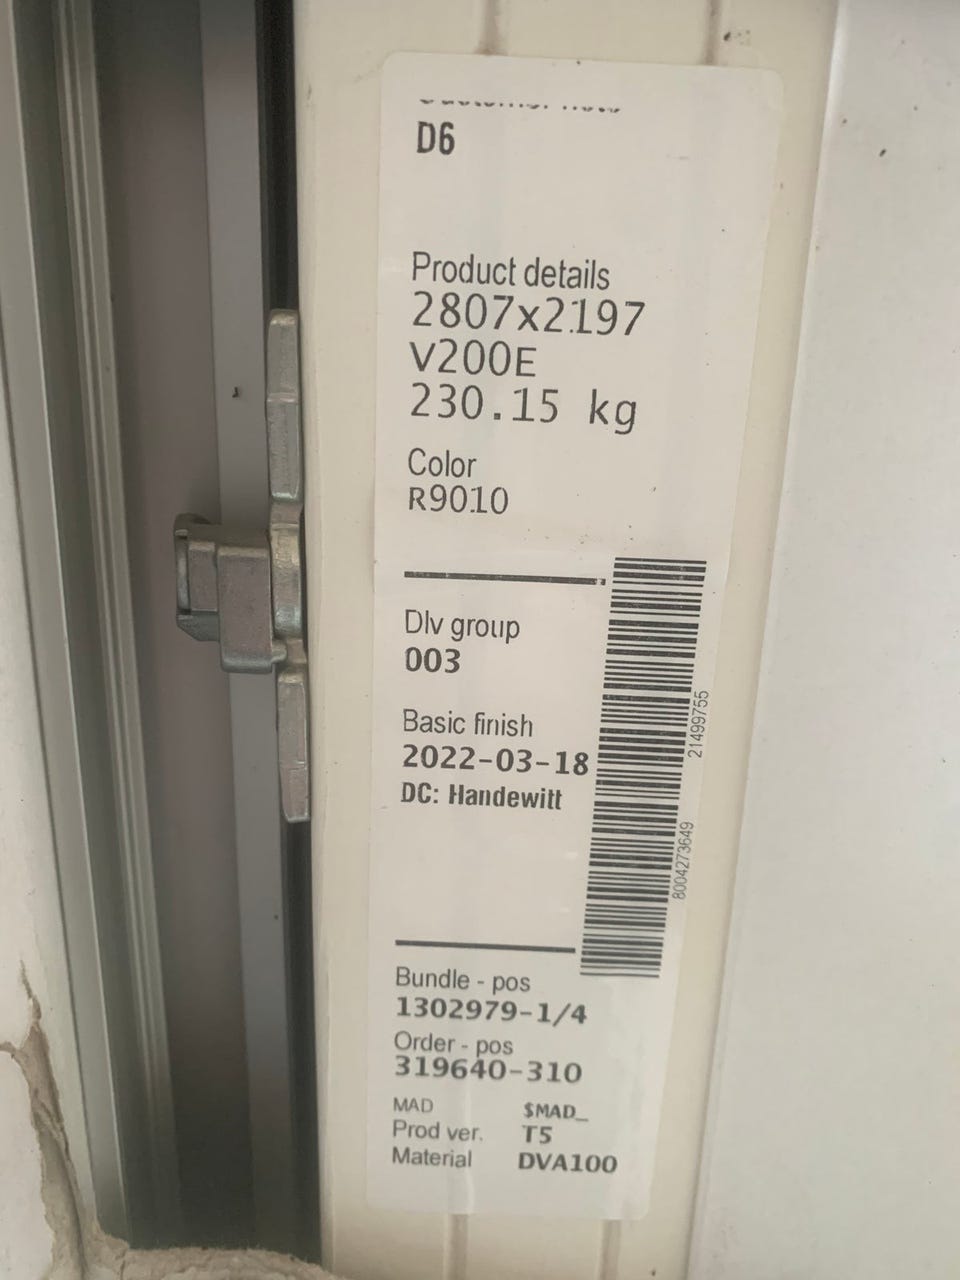 D6
Product details
2807x2197
V200E
230.15 kg
Color
R9010
Dlv group
003
Basic finish
2022-03-18
DC: Handewitt
21499755
8004273649
Bundle - pos
1302979-1/4
Order - pos
319640-310
MAD $MAD_
Prod ver. T5
Material DVA100